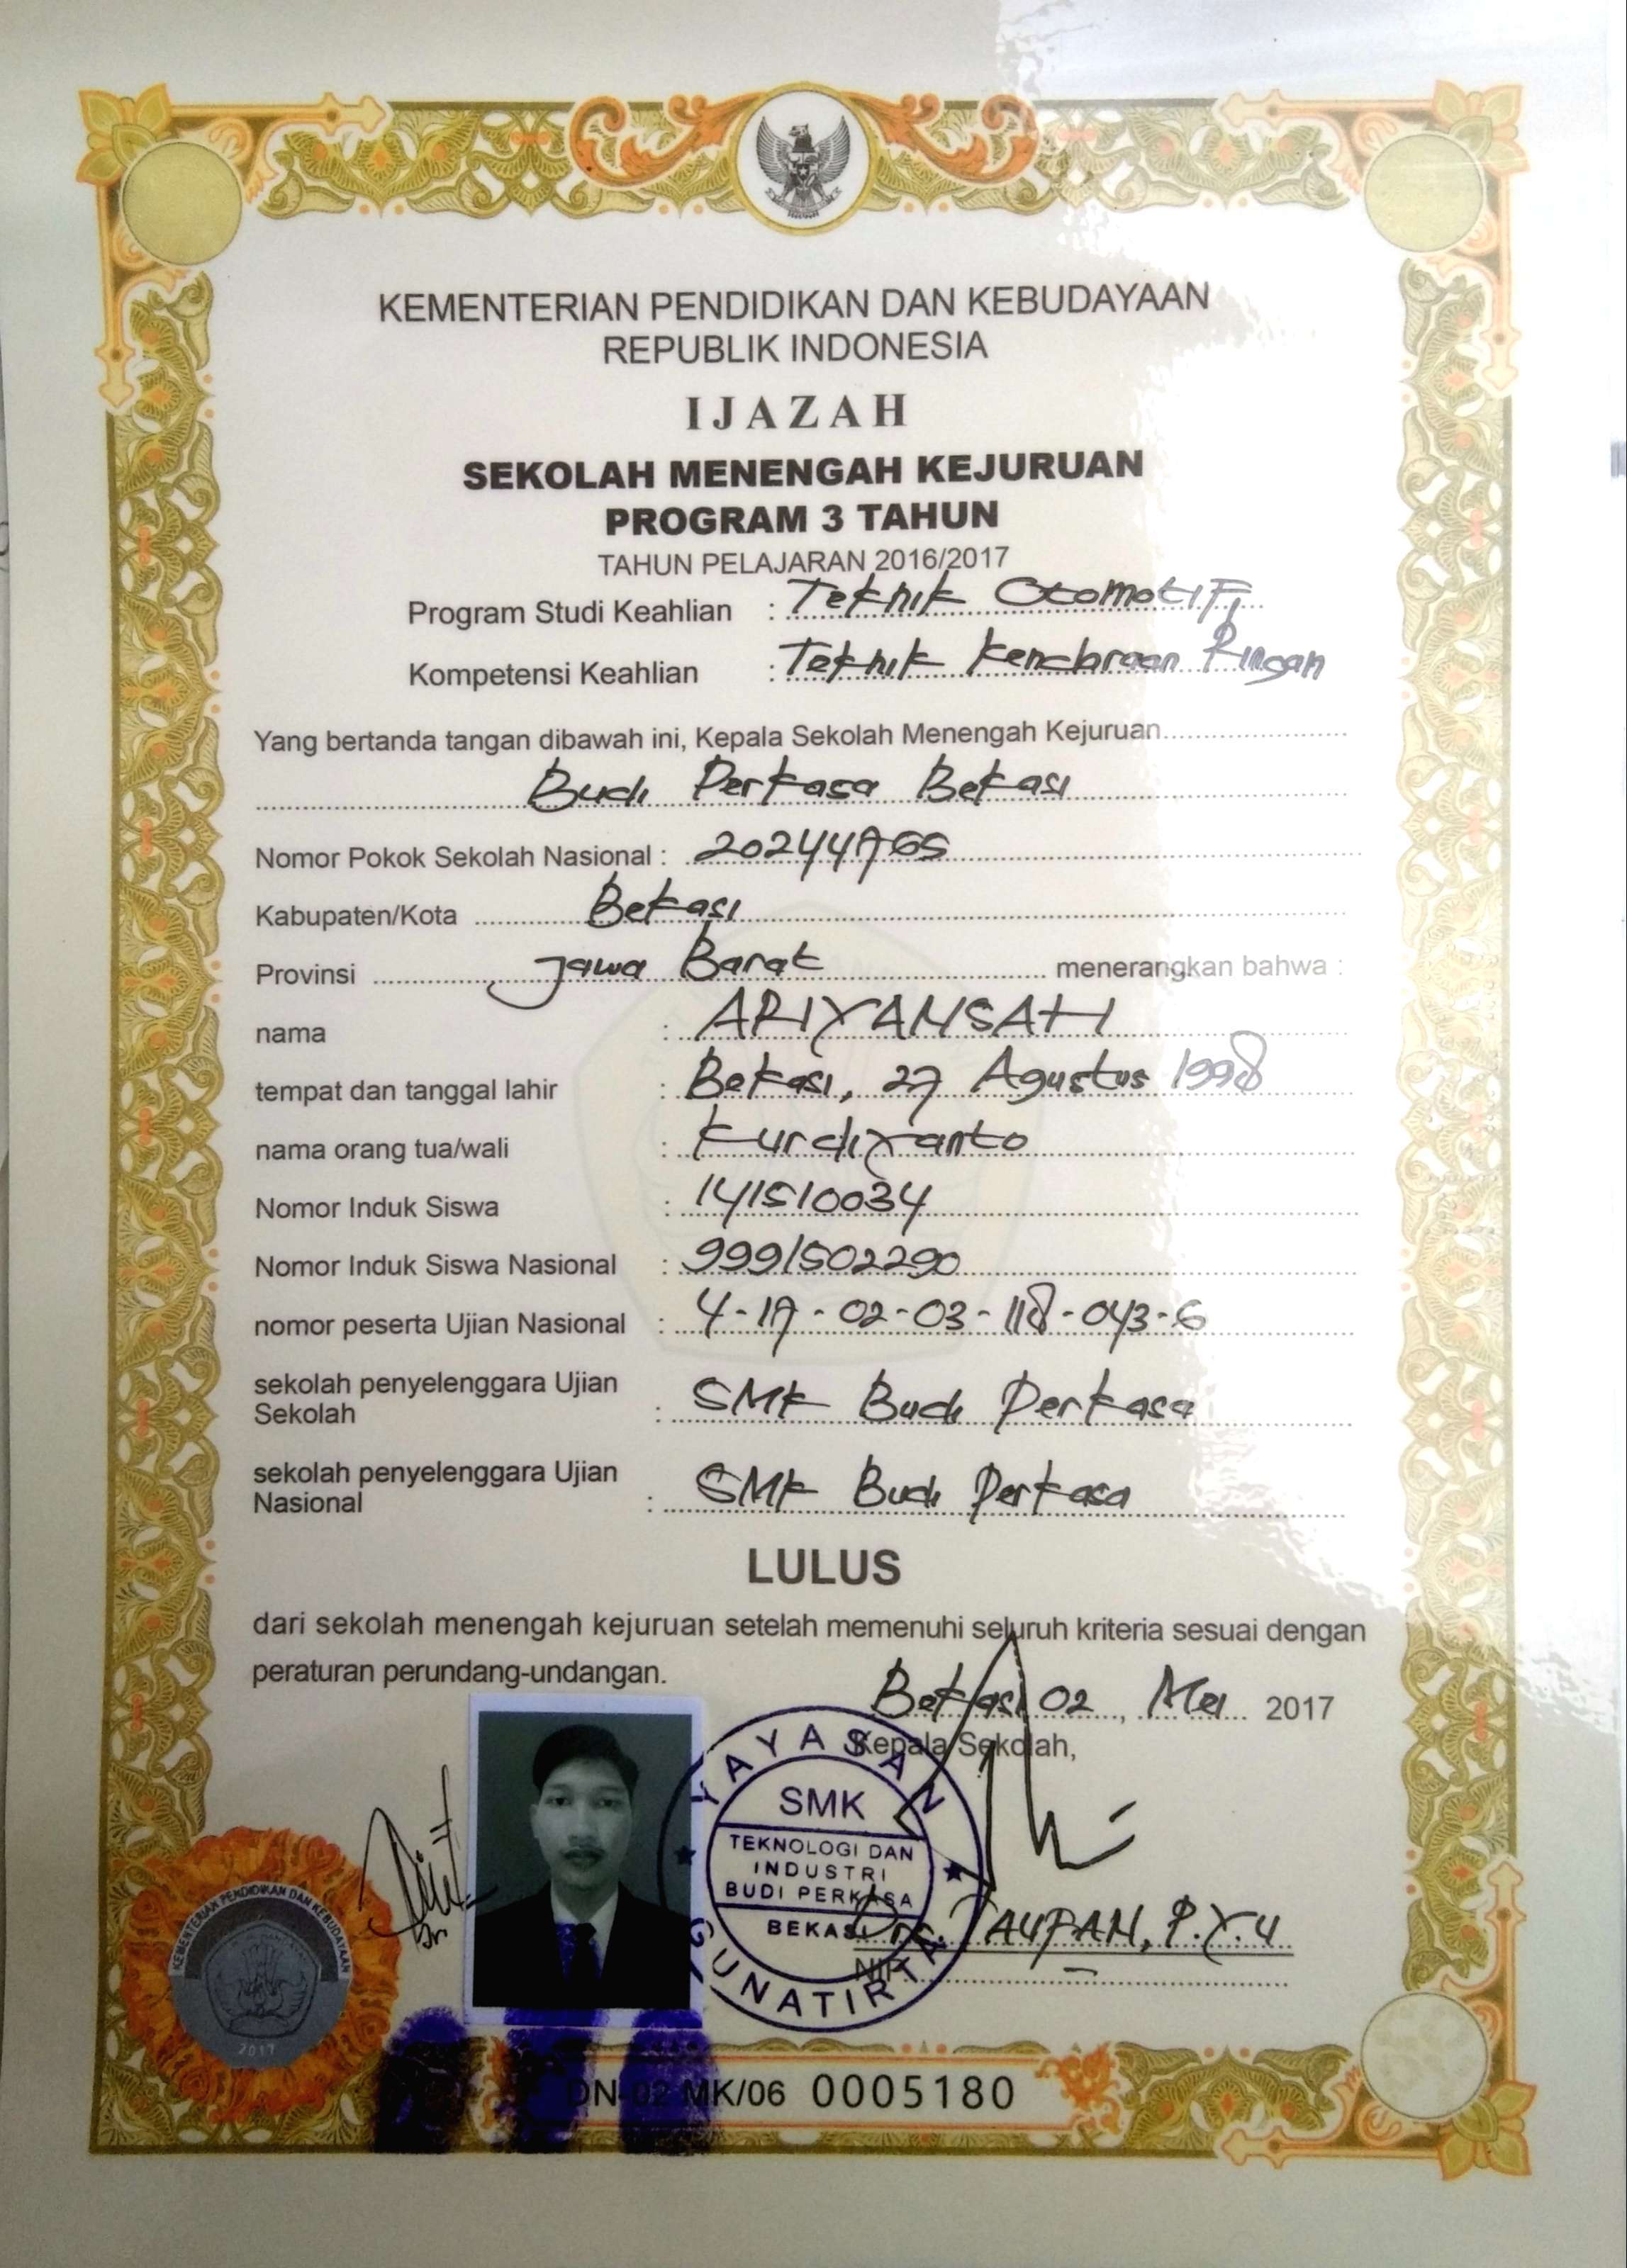 KEMENTERIAN PENDIDIKAN DAN KEBUDAYAAN
REPUBLIK INDONESIA
IJAZAH
SEKOLAH MENENGAH KEJURUAN
PROGRAM 3 TAHUN
TAHUN PELAJARAN 2016/2017
Program Studi Keahlian : Teknik Otomotif
Kompetensi Keahlian : Teknik Kendaraan Ringan
Yang bertanda tangan dibawah ini, Kepala Sekolah Menengah Kejuruan
Budi Perkasa Bekasi
Nomor Pokok Sekolah Nasional : 20244765
Kabupaten/Kota Bekasi
Provinsi Jawa Barat menerangkan bahwa :
nama : ARIYANSAH
tempat dan tanggal lahir : Bekasi, 27 Agustus 1998
nama orang tua/wali : Kurdiyanto
Nomor Induk Siswa : 141510034
Nomor Induk Siswa Nasional : 9991502290
nomor peserta Ujian Nasional : 4-17-02-03-118-043-6
sekolah penyelenggara Ujian
Sekolah : SMK Budi Perkasa
sekolah penyelenggara Ujian
Nasional : SMK Budi Perkasa
LULUS
dari sekolah menengah kejuruan setelah memenuhi seluruh kriteria sesuai dengan
peraturan perundang-undangan.
Bekasi 02, Mei 2017
Kepala Sekolah,
YAYASAN
SMK
TEKNOLOGI DAN
INDUSTRI
BUDI PERKASA
BEKASI
GUNATIRTA
Drs. TAUPAN, P.Y.U
NIP. -
KEMENTERIAN PENDIDIKAN DAN KEBUDAYAAN
2017
DN-02 MK/06 0005180